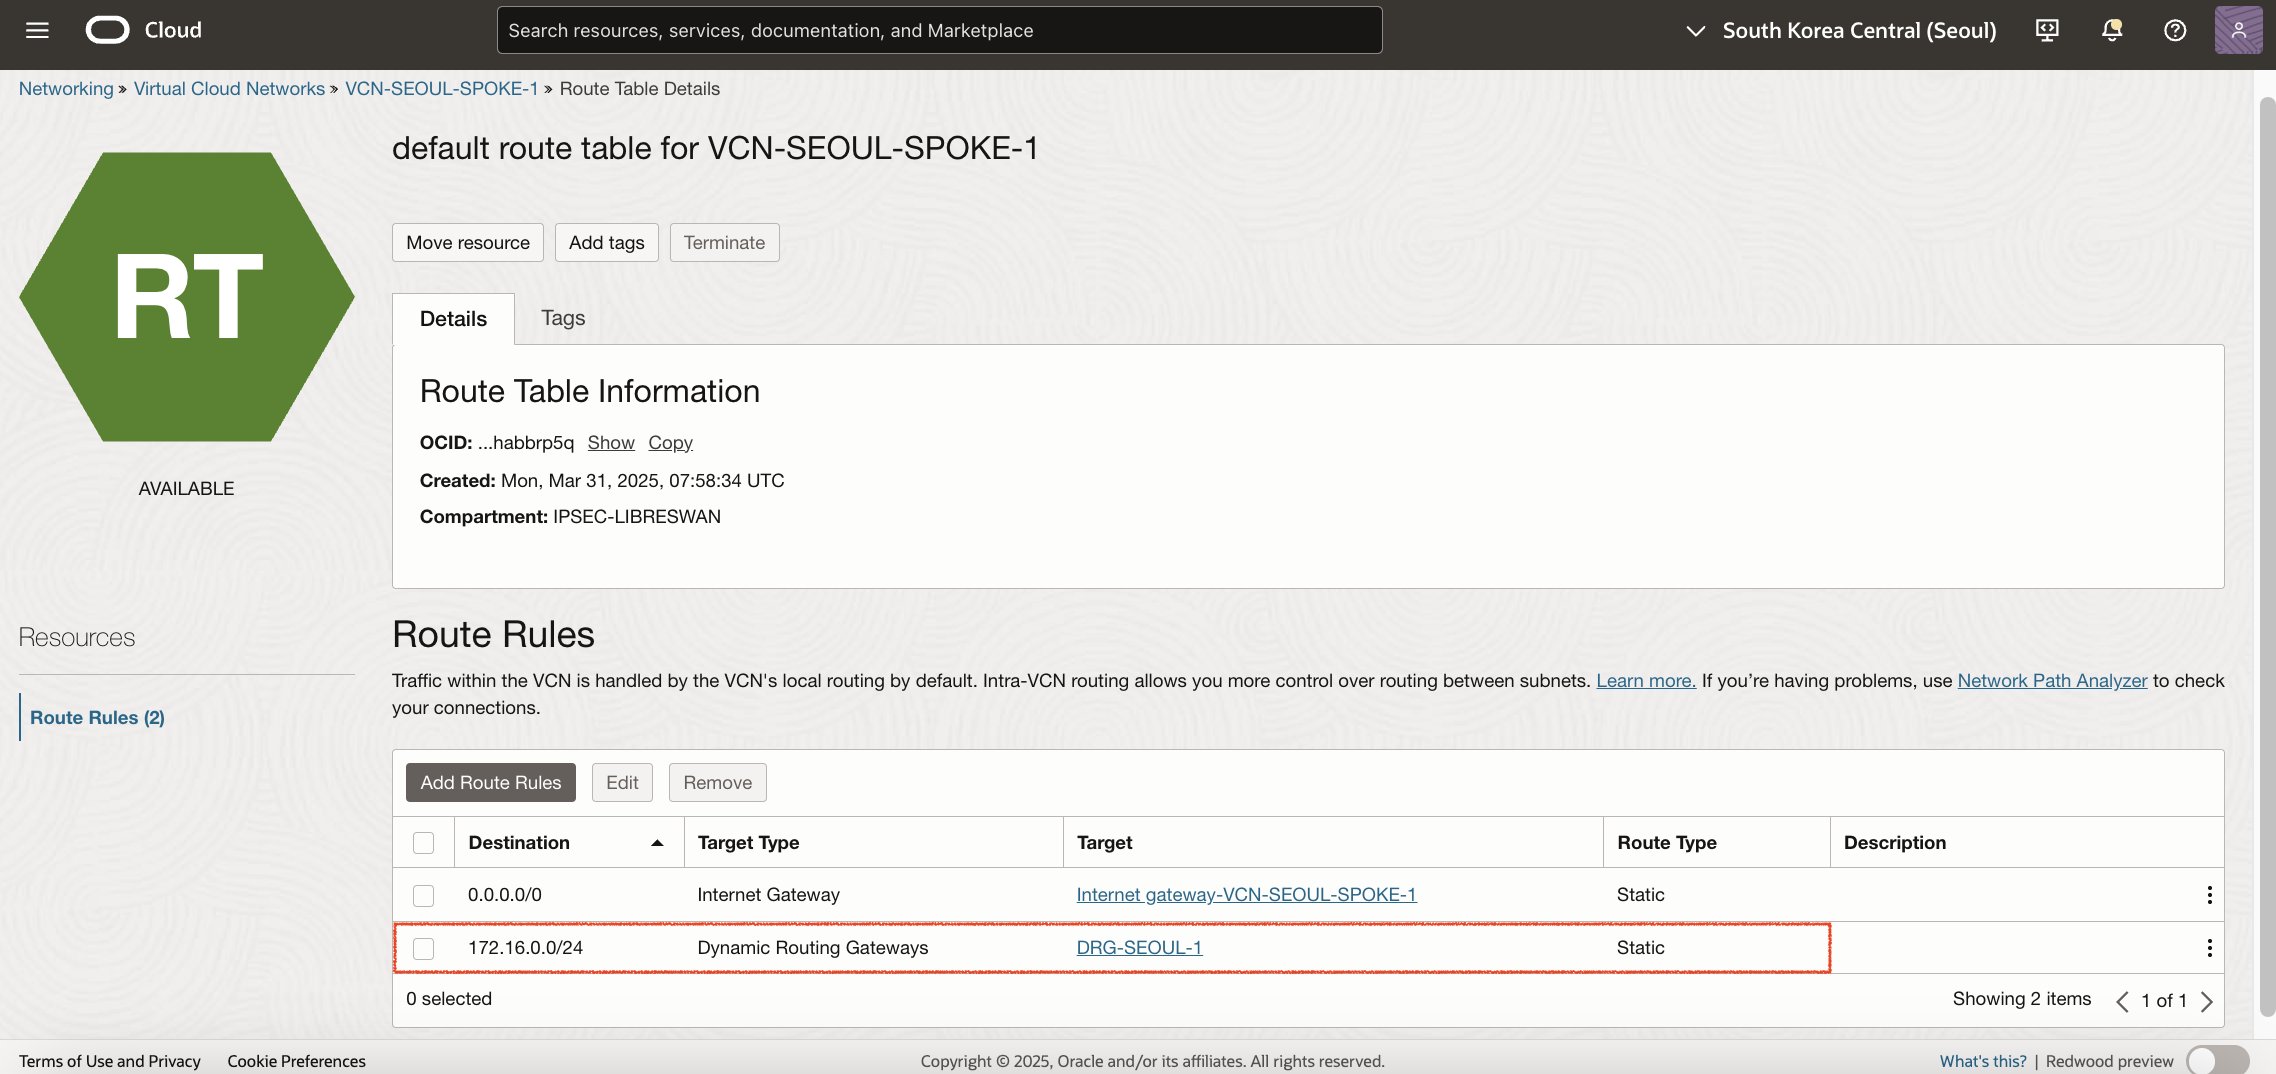 Cloud
Search resources, services, documentation, and Marketplace
South Korea Central (Seoul)
Networking » Virtual Cloud Networks » VCN-SEOUL-SPOKE-1 » Route Table Details
RT
AVAILABLE
default route table for VCN-SEOUL-SPOKE-1
Move resource Add tags Terminate
Details Tags
Route Table Information
OCID: ...habbrp5q Show Copy
Created: Mon, Mar 31, 2025, 07:58:34 UTC
Compartment: IPSEC-LIBRESWAN
Resources
Route Rules (2)
Route Rules
Traffic within the VCN is handled by the VCN's local routing by default. Intra-VCN routing allows you more control over routing between subnets. Learn more. If you’re having problems, use Network Path Analyzer to check
your connections.
Add Route Rules Edit Remove
Destination Target Type Target Route Type Description
0.0.0.0/0 Internet Gateway Internet gateway-VCN-SEOUL-SPOKE-1 Static
172.16.0.0/24 Dynamic Routing Gateways DRG-SEOUL-1 Static
0 selected Showing 2 items 1 of 1
Terms of Use and Privacy Cookie Preferences Copyright © 2025, Oracle and/or its affiliates. All rights reserved. What's this? | Redwood preview